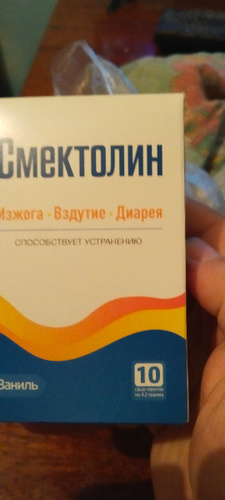 Смектолин
Изжога • Вздутие • Диарея
СПОСОБСТВУЕТ УСТРАНЕНИЮ
10
Ваниль